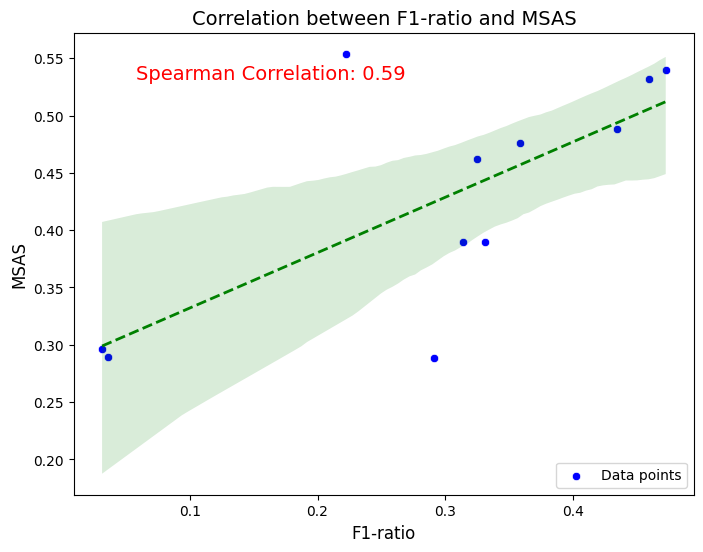 Correlation between F1-ratio and MSAS
Spearman Correlation: 0.59
0.55
0.50
0.45
0.40
0.35
0.30
0.25
0.20
MSAS
0.1
0.2
0.3
0.4
F1-ratio
Data points